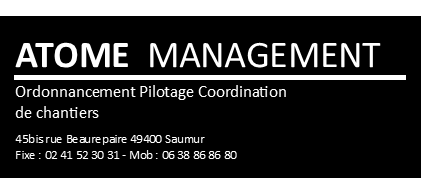 ATOME MANAGEMENT
Ordonnancement Pilotage Coordination
de chantiers
45bis rue Beaurepaire 49400 Saumur
Fixe : 02 41 52 30 31 - Mob : 06 38 86 86 80